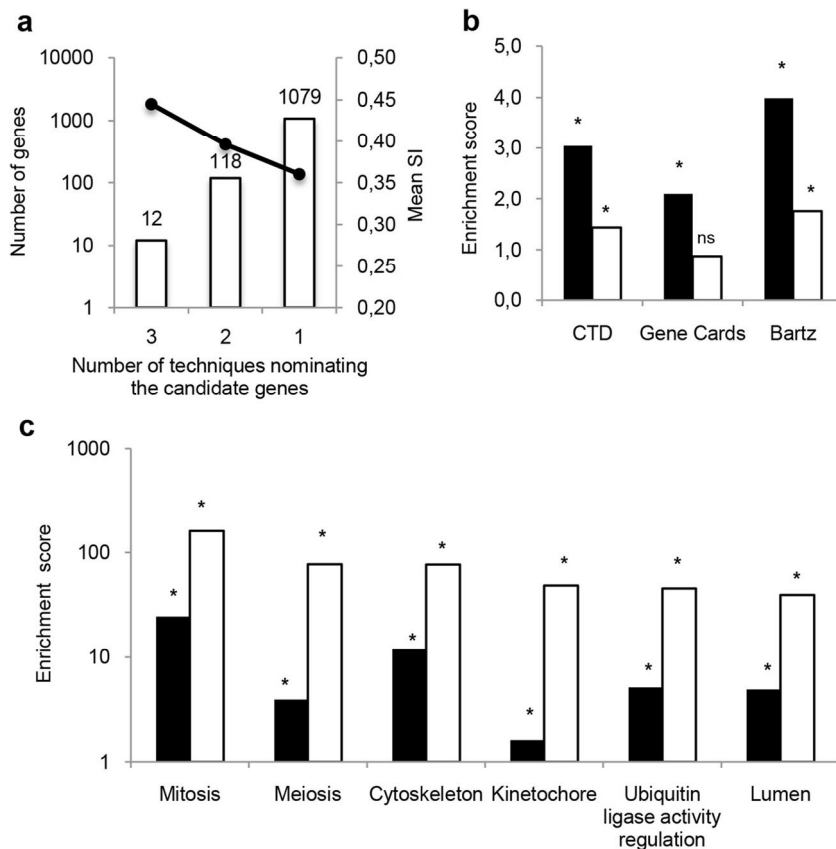 a
10000
1000
100
10
1
Number of genes
12
118
1079
0,50
0,45
0,40
0,35
0,30
0,25
0,20
Mean SI
3
2
1
Number of techniques nominating
the candidate genes
b
5,0
4,0
3,0
2,0
1,0
0,0
Enrichment score
*
*
*
ns
*
*
CTD
Gene Cards
Bartz
c
1000
100
10
1
Enrichment score
*
*
*
*
*
*
*
*
*
*
*
*
Mitosis
Meiosis
Cytoskeleton
Kinetochore
Ubiquitin
ligase activity
regulation
Lumen